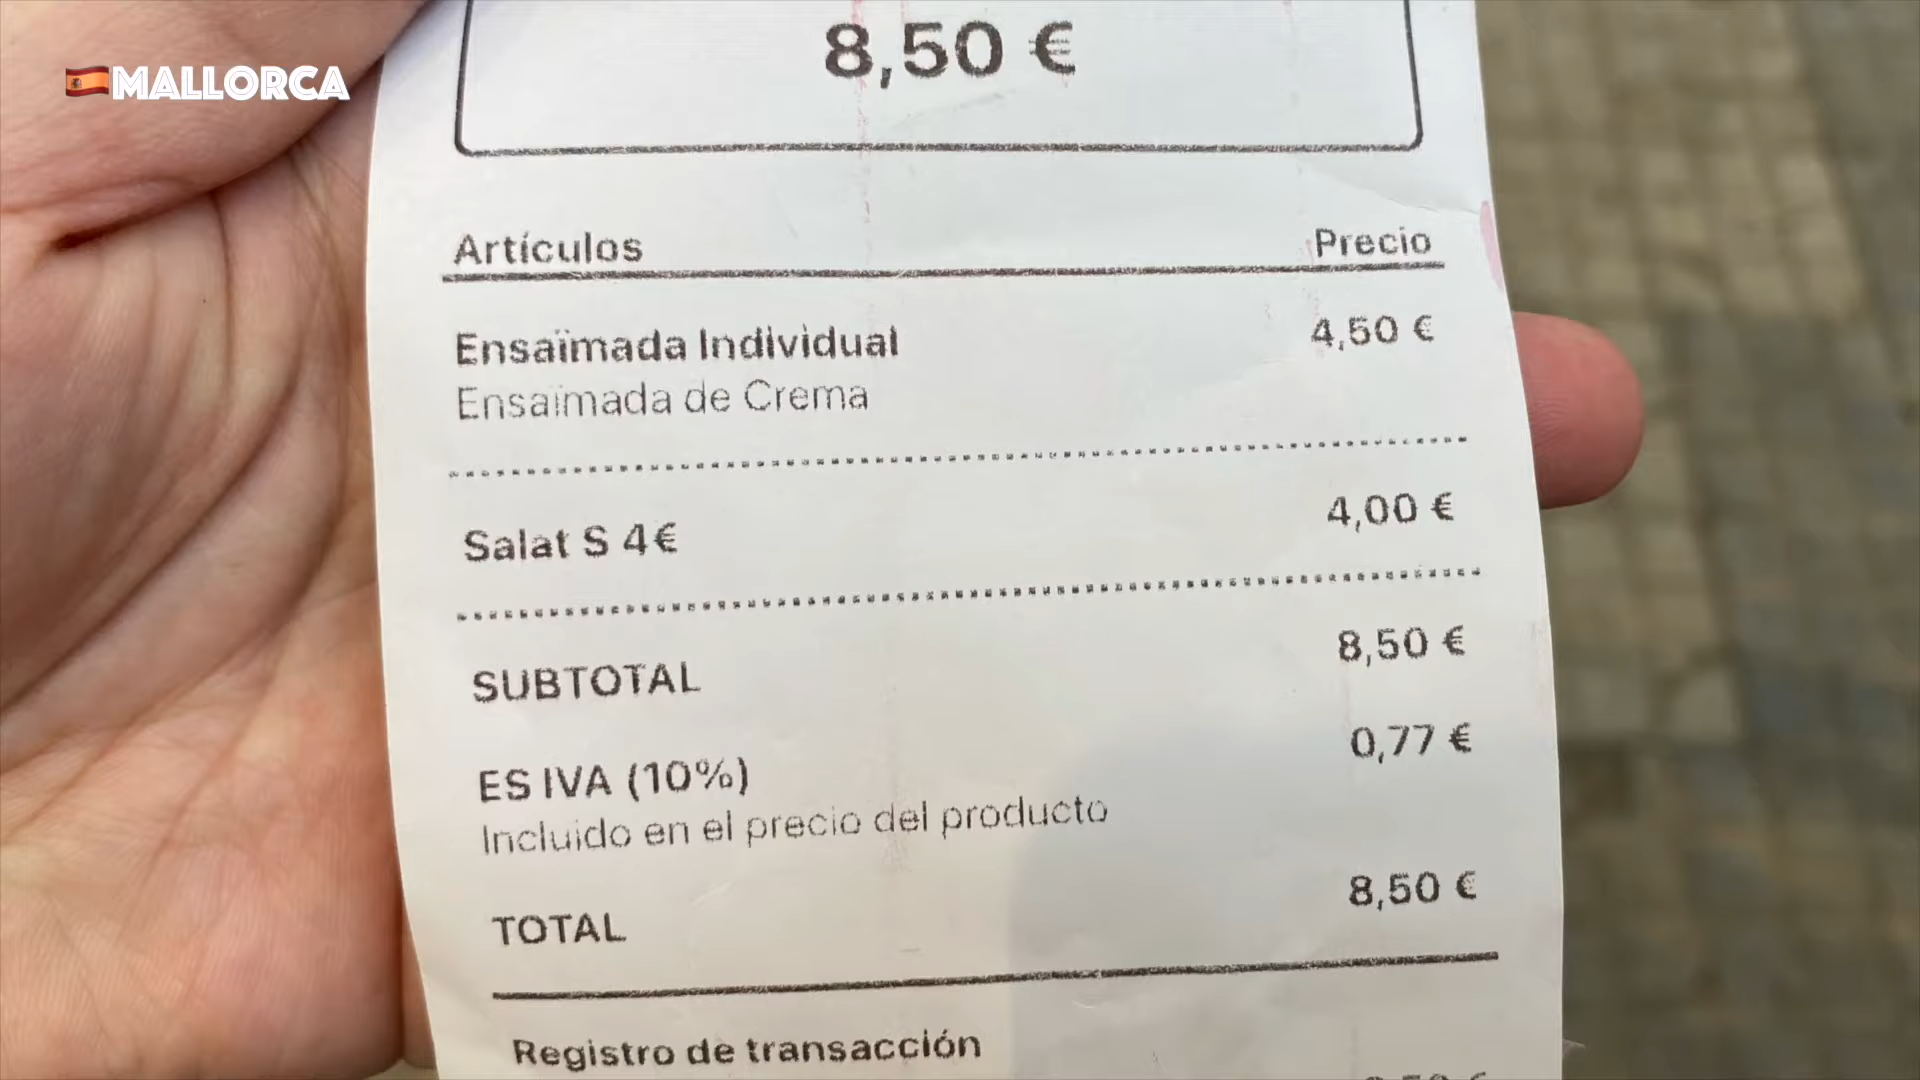 🇪🇸MALLORCA
8,50 €
Artículos Precio
Ensaïmada Individual 4,50 €
Ensaïmada de Crema
Salat S 4€ 4,00 €
SUBTOTAL 8,50 €
ES IVA (10%) 0,77 €
Incluido en el precio del producto
TOTAL 8,50 €
Registro de transacción